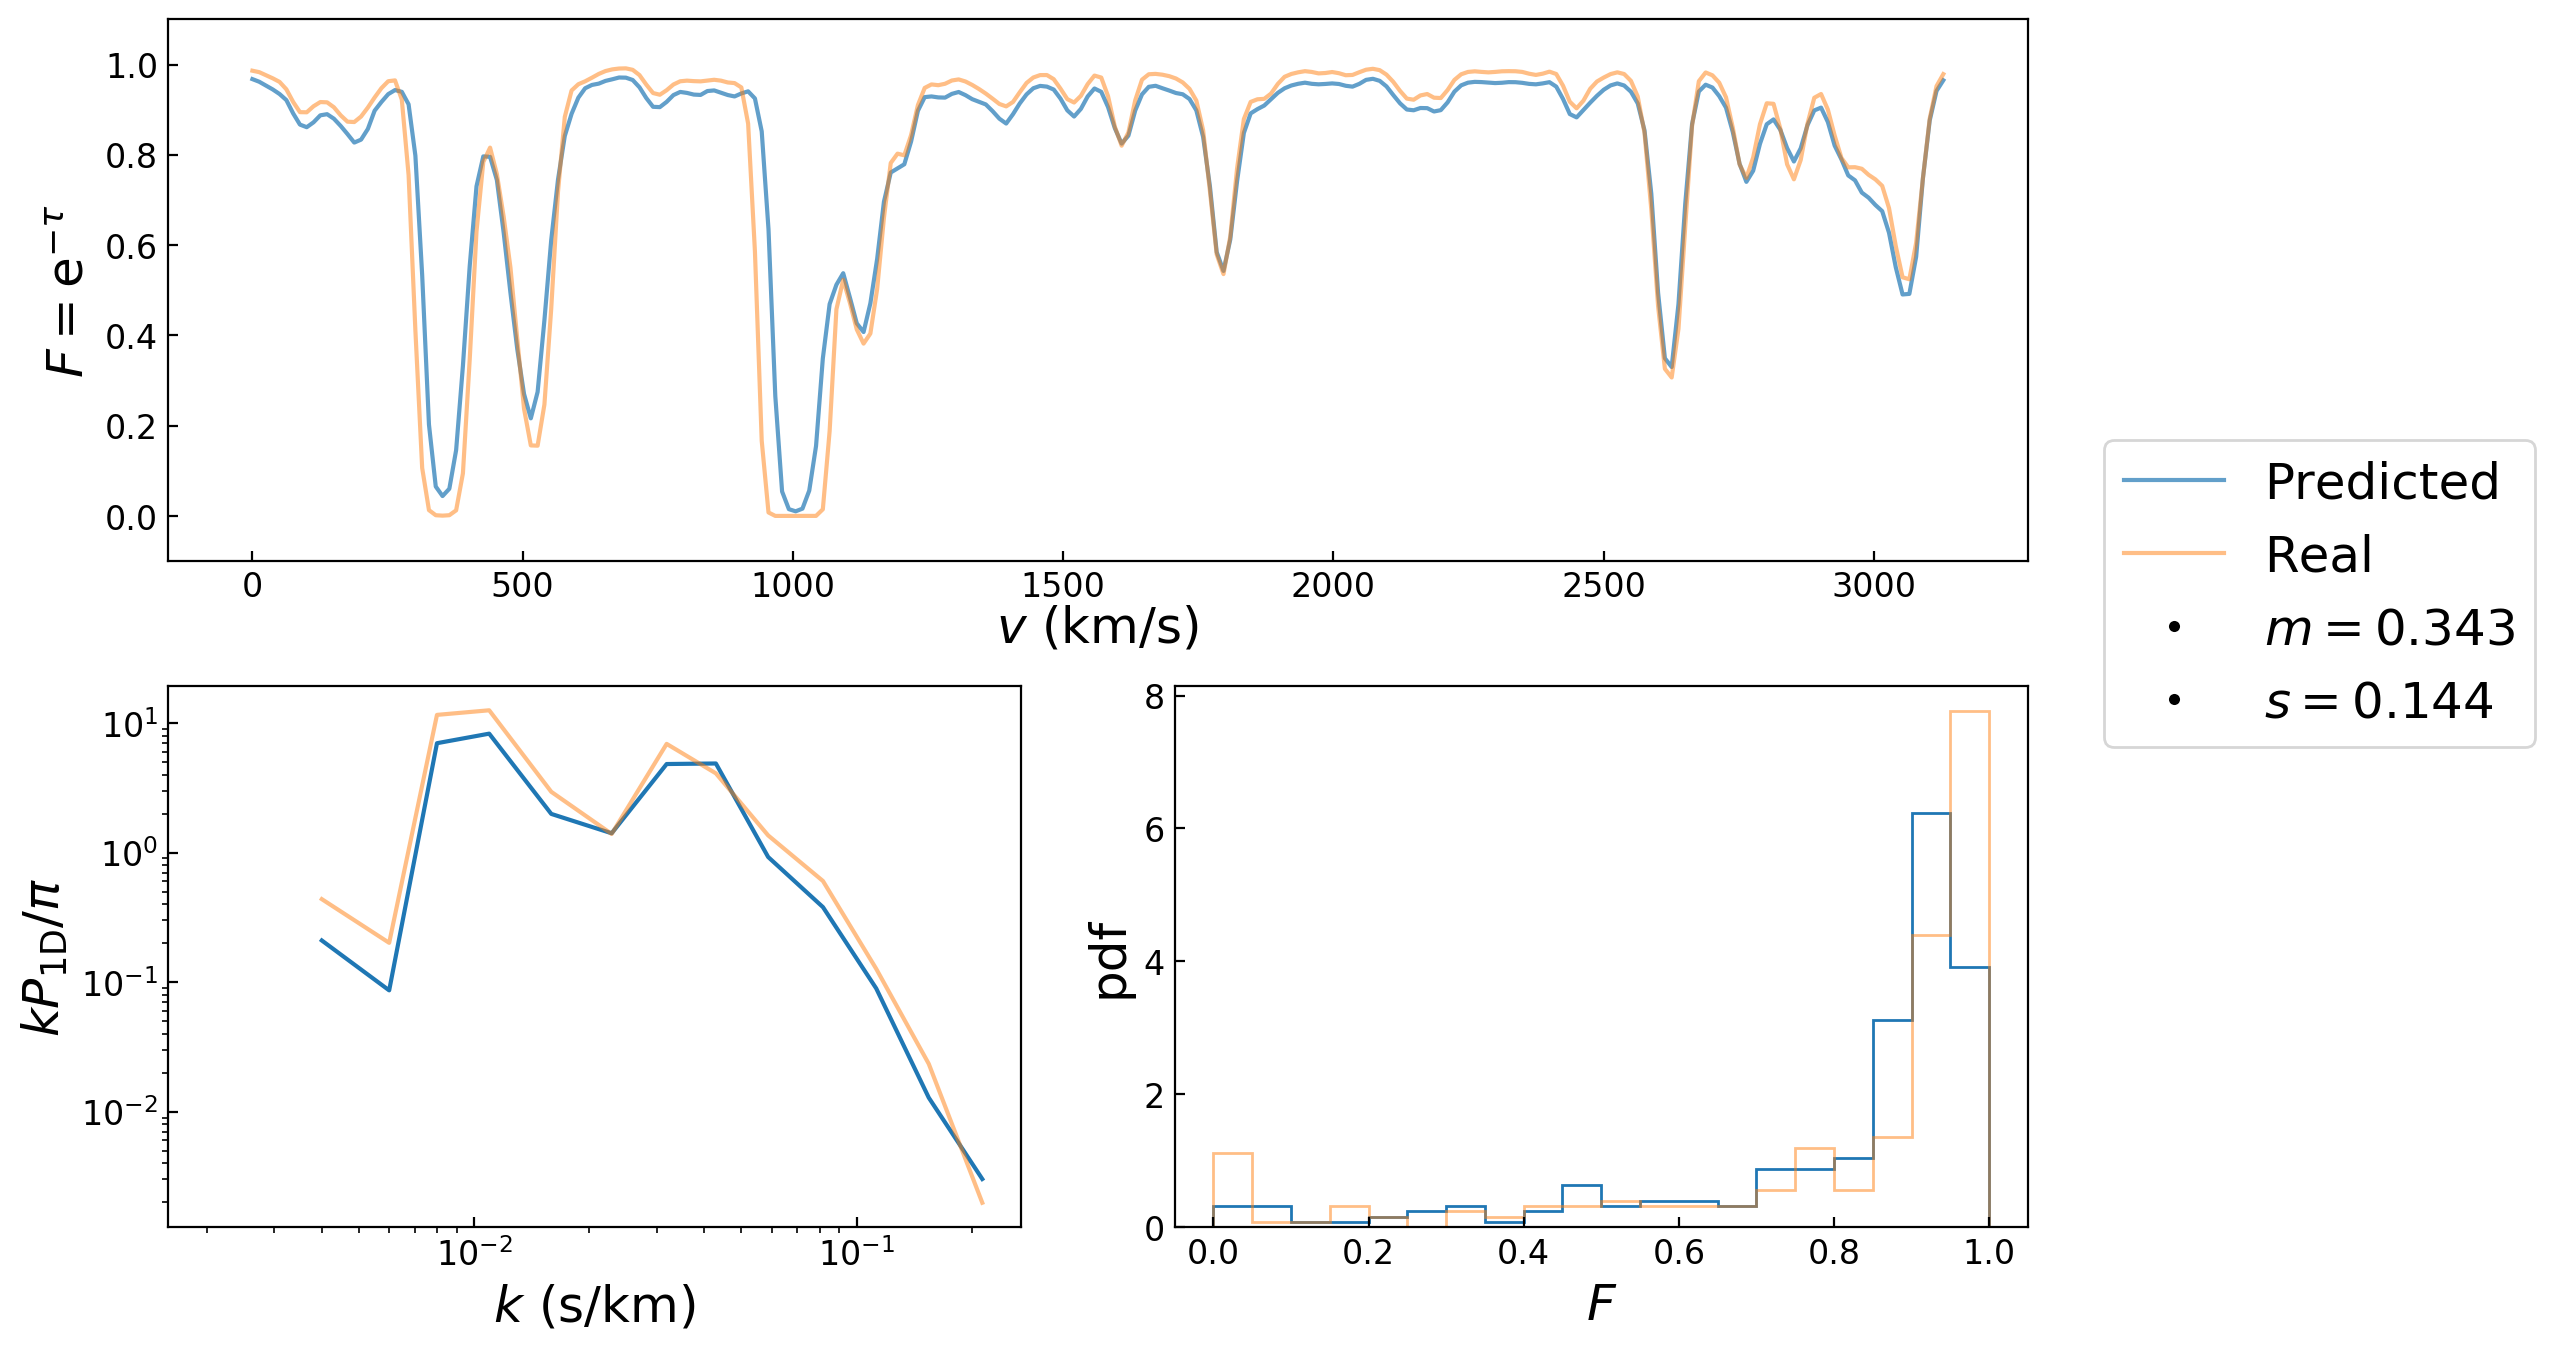 F = e^{−τ}
1.0
0.8
0.6
0.4
0.2
0.0
0 500 1000 1500 2000 2500 3000
v (km/s)
Predicted
Real
m = 0.343
s = 0.144
kP_{1D}/π
10^1
10^0
10^{−1}
10^{−2}
10^{−2} 10^{−1}
k (s/km)
pdf
8
6
4
2
0
0.0 0.2 0.4 0.6 0.8 1.0
F